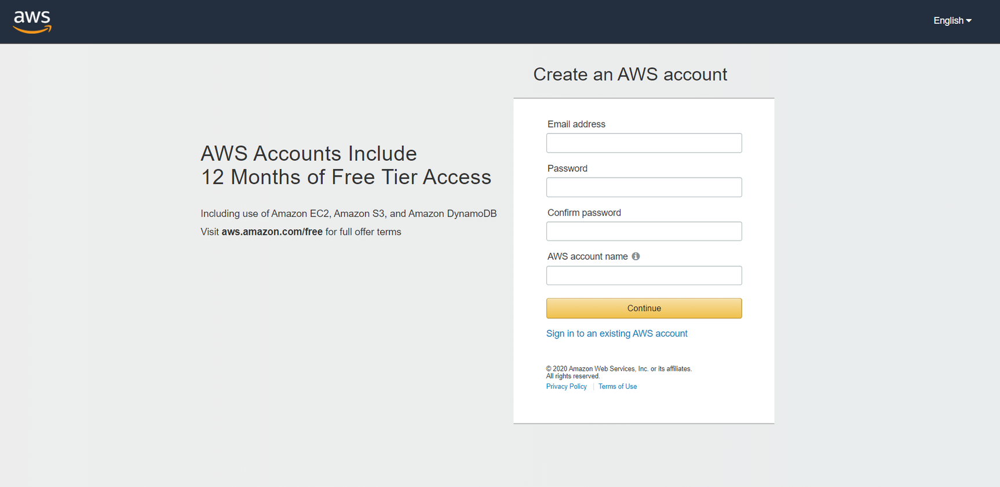 aws
English
Create an AWS account
AWS Accounts Include
12 Months of Free Tier Access
Including use of Amazon EC2, Amazon S3, and Amazon DynamoDB
Visit aws.amazon.com/free for full offer terms
Email address
Password
Confirm password
AWS account name
Continue
Sign in to an existing AWS account
© 2020 Amazon Web Services, Inc. or its affiliates.
All rights reserved.
Privacy Policy | Terms of Use